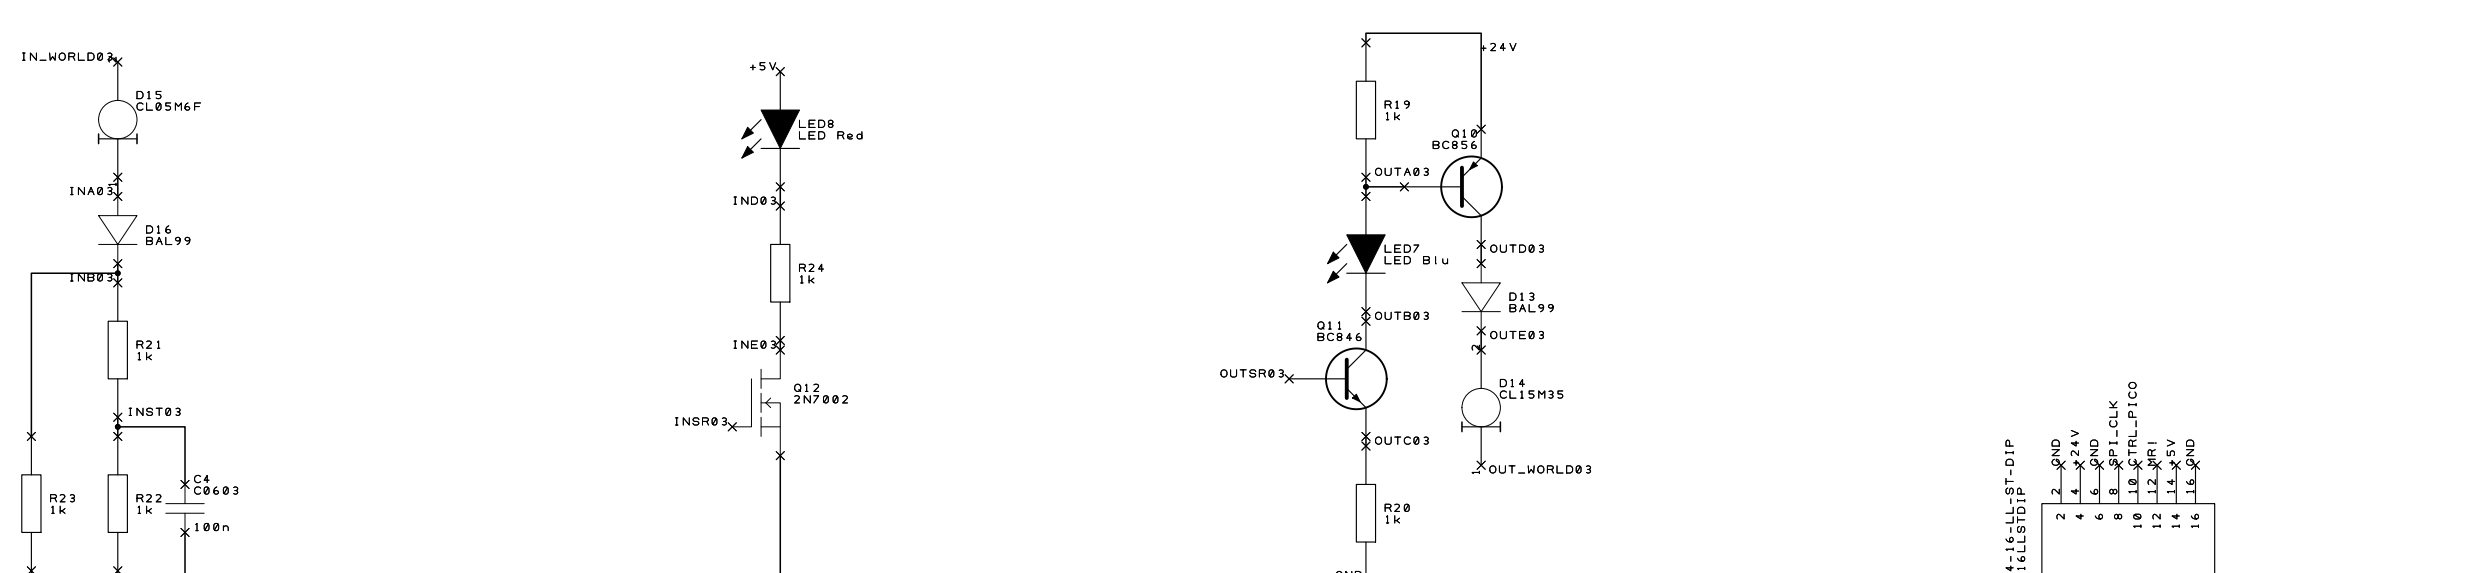 IN_WORLD03
D15
CL05M6F
INA03
D16
BAL99
INB03
R21
1k
INST03
R23
1k
R22
1k
C4
C0603
100n
+5V
LED8
LED Red
IND03
R24
1k
INE03
Q12
2N7002
INSR03
+24V
R19
1k
Q10
BC856
OUTA03
LED7
LED Blu
OUTD03
D13
BAL99
OUTB03
Q11
BC846
OUTE03
2
OUTSR03
D14
CL15M35
OUTC03
1
OUT_WORLD03
R20
1k
GND
4-16-LL-ST-DIP
16LLSTDIP
GND
+24V
GND
SPI_CLK
CTRL_PICO
MR!
+5V
GND
2 4 6 8 10 12 14 16
2 4 6 8 10 12 14 16